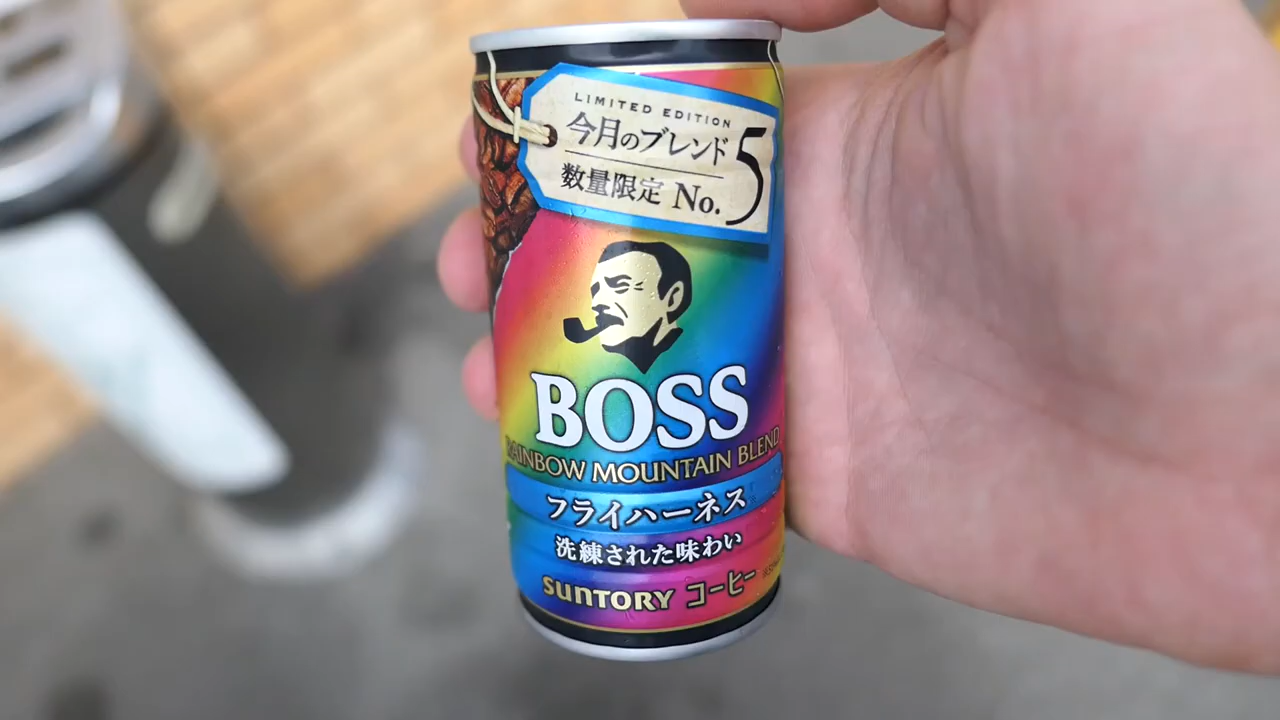 LIMITED EDITION
今月のブレンド
数量限定 No.5
BOSS
RAINBOW MOUNTAIN BLEND
フライハーネス
洗練された味わい
SUNTORY コーヒー